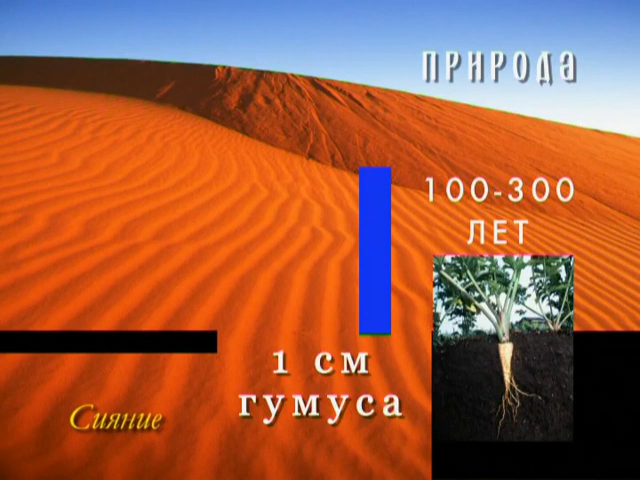 ПРИРОДА
100-300
ЛЕТ
1 см
гумуса
Сияние